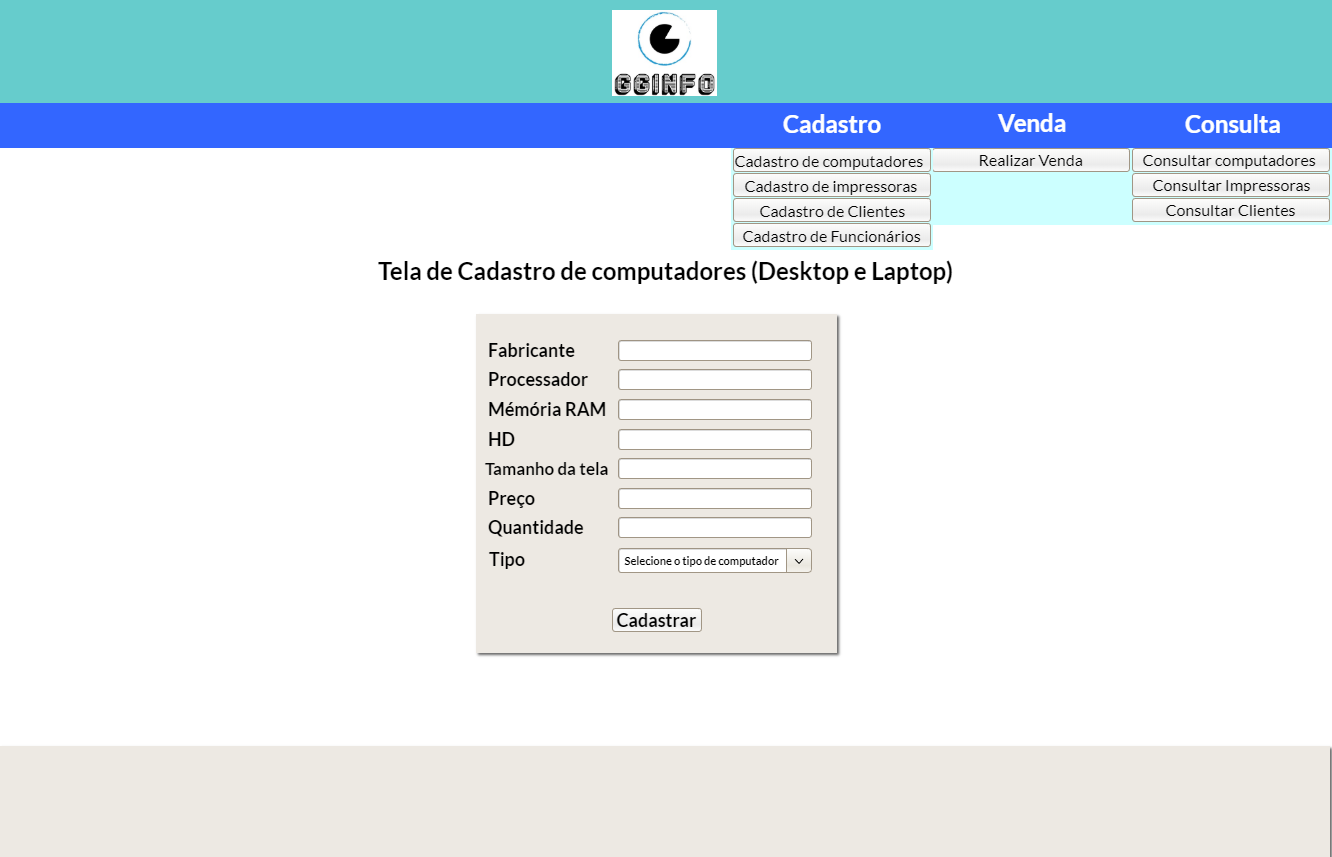 GGINFO
Cadastro Venda Consulta
Cadastro de computadores Realizar Venda Consultar computadores
Cadastro de impressoras Consultar Impressoras
Cadastro de Clientes Consultar Clientes
Cadastro de Funcionários
Tela de Cadastro de computadores (Desktop e Laptop)
Fabricante
Processador
Mémória RAM
HD
Tamanho da tela
Preço
Quantidade
Tipo Selecione o tipo de computador
Cadastrar